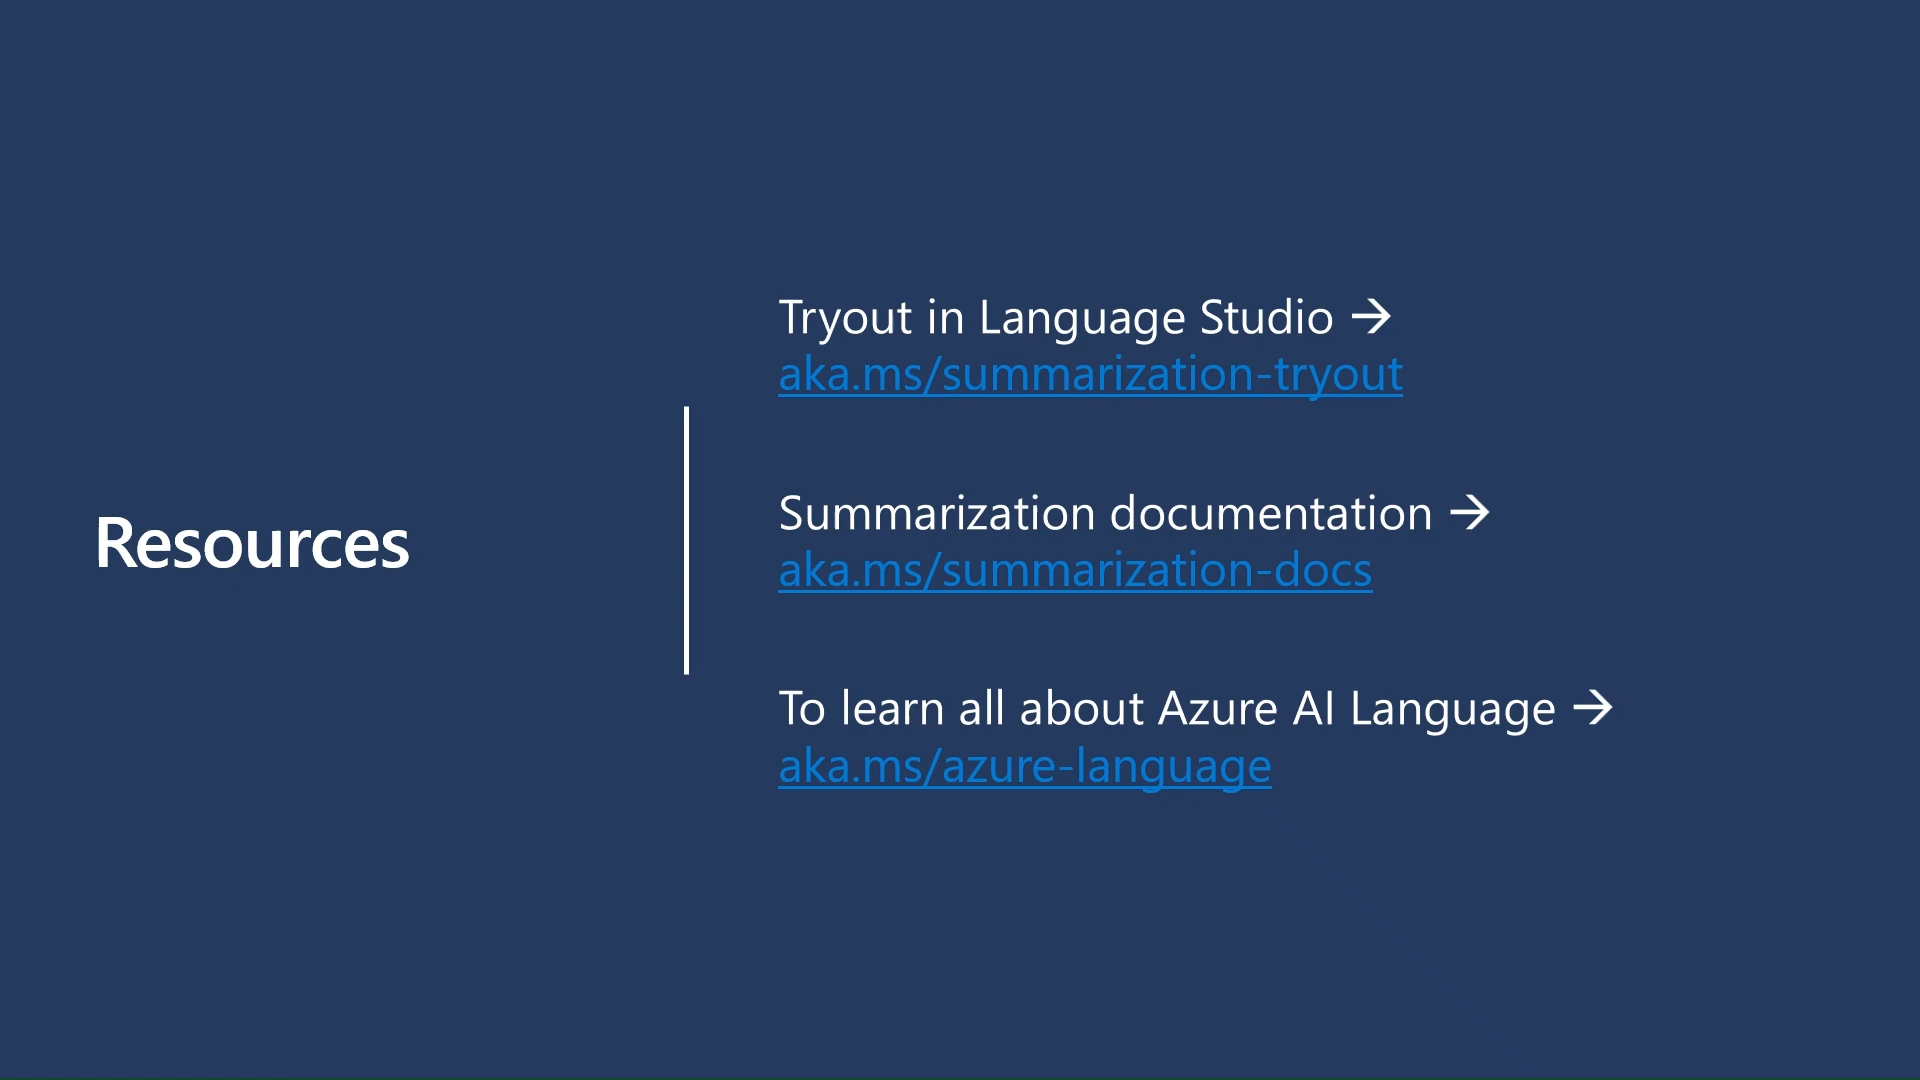 Resources
Tryout in Language Studio →
aka.ms/summarization-tryout
Summarization documentation →
aka.ms/summarization-docs
To learn all about Azure AI Language →
aka.ms/azure-language